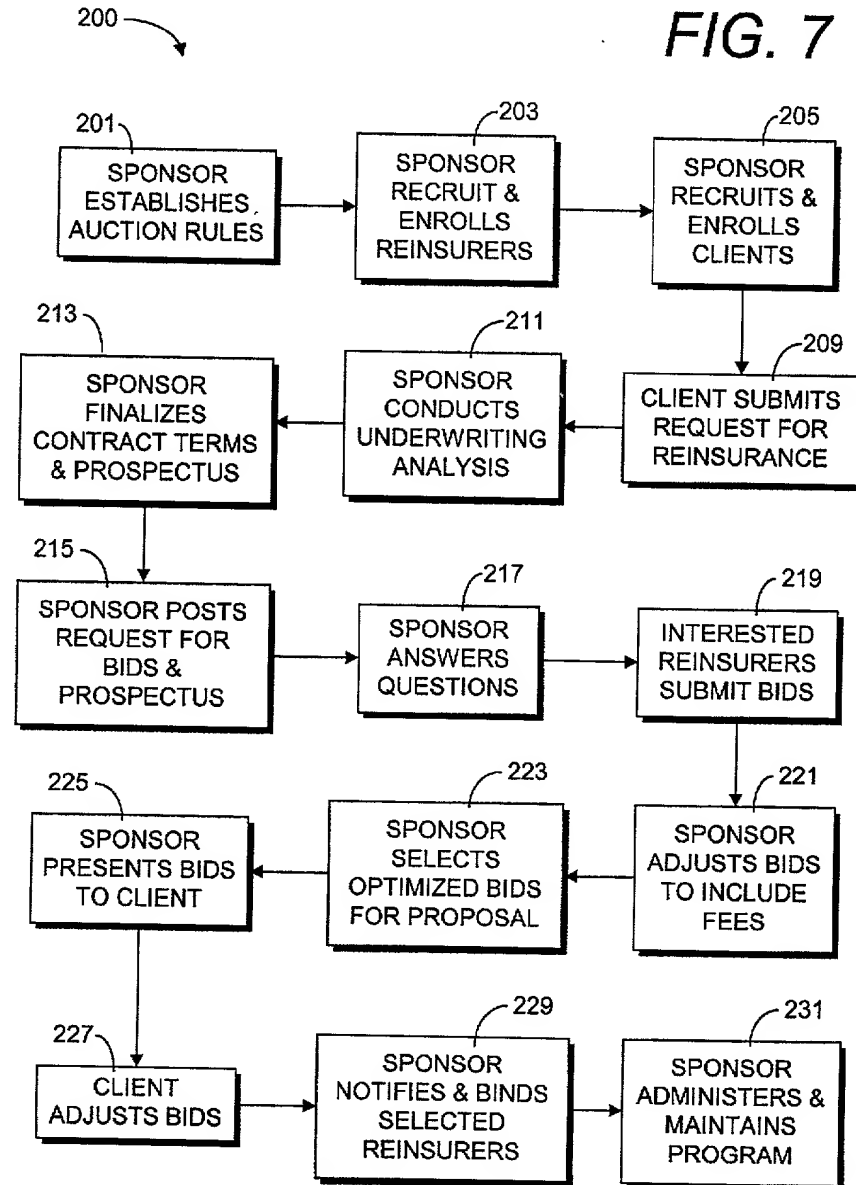 200
FIG. 7
201
SPONSOR
ESTABLISHES
AUCTION RULES
203
SPONSOR
RECRUIT &
ENROLLS
REINSURERS
205
SPONSOR
RECRUITS &
ENROLLS
CLIENTS
209
CLIENT SUBMITS
REQUEST FOR
REINSURANCE
211
SPONSOR
CONDUCTS
UNDERWRITING
ANALYSIS
213
SPONSOR
FINALIZES
CONTRACT TERMS
& PROSPECTUS
215
SPONSOR POSTS
REQUEST FOR
BIDS &
PROSPECTUS
217
SPONSOR
ANSWERS
QUESTIONS
219
INTERESTED
REINSURERS
SUBMIT BIDS
221
SPONSOR
ADJUSTS BIDS
TO INCLUDE
FEES
223
SPONSOR
SELECTS
OPTIMIZED BIDS
FOR PROPOSAL
225
SPONSOR
PRESENTS BIDS
TO CLIENT
227
CLIENT
ADJUSTS BIDS
229
SPONSOR
NOTIFIES & BINDS
SELECTED
REINSURERS
231
SPONSOR
ADMINISTERS &
MAINTAINS
PROGRAM